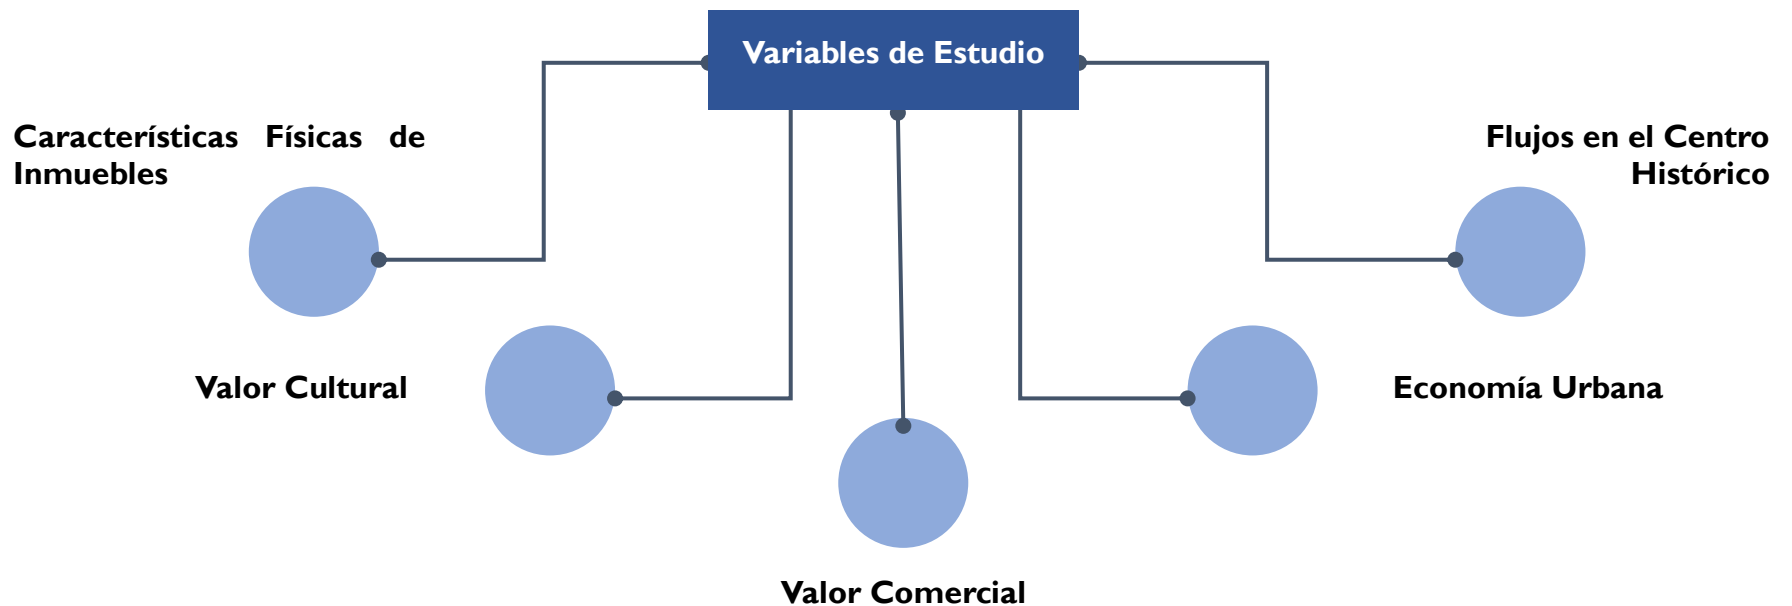 Variables de Estudio
Características Físicas de
Inmuebles
Flujos en el Centro
Histórico
Valor Cultural
Economía Urbana
Valor Comercial